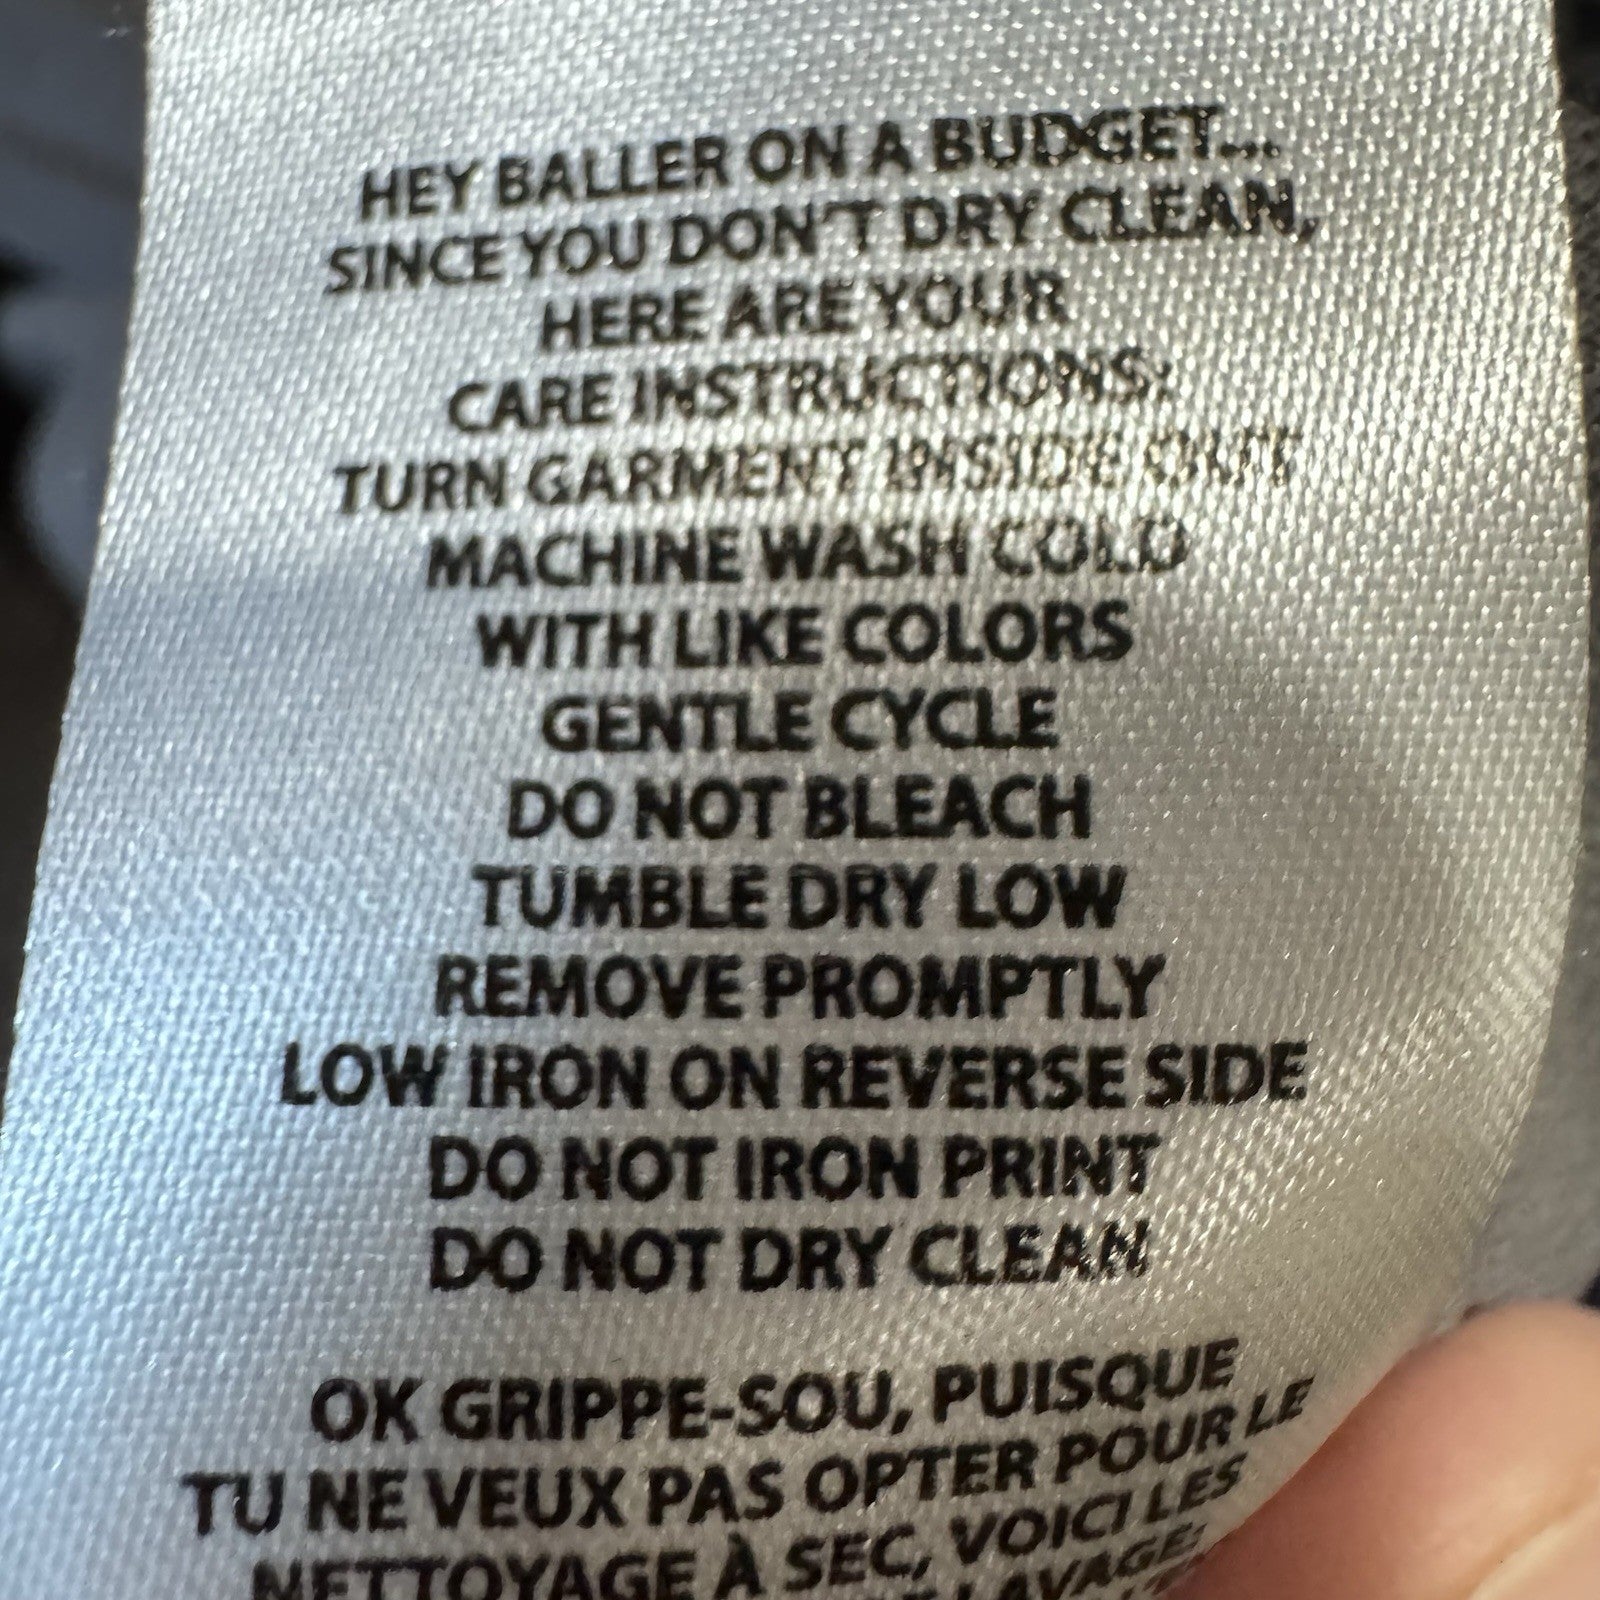 HEY BALLER ON A BUDGET...
SINCE YOU DON'T DRY CLEAN,
HERE ARE YOUR
CARE INSTRUCTIONS:
TURN GARMENT INSIDE OUT
MACHINE WASH COLD
WITH LIKE COLORS
GENTLE CYCLE
DO NOT BLEACH
TUMBLE DRY LOW
REMOVE PROMPTLY
LOW IRON ON REVERSE SIDE
DO NOT IRON PRINT
DO NOT DRY CLEAN
OK GRIPPE-SOU, PUISQUE
TU NE VEUX PAS OPTER POUR LE
NETTOYAGE À SEC, VOICI LES
LAVAGE: